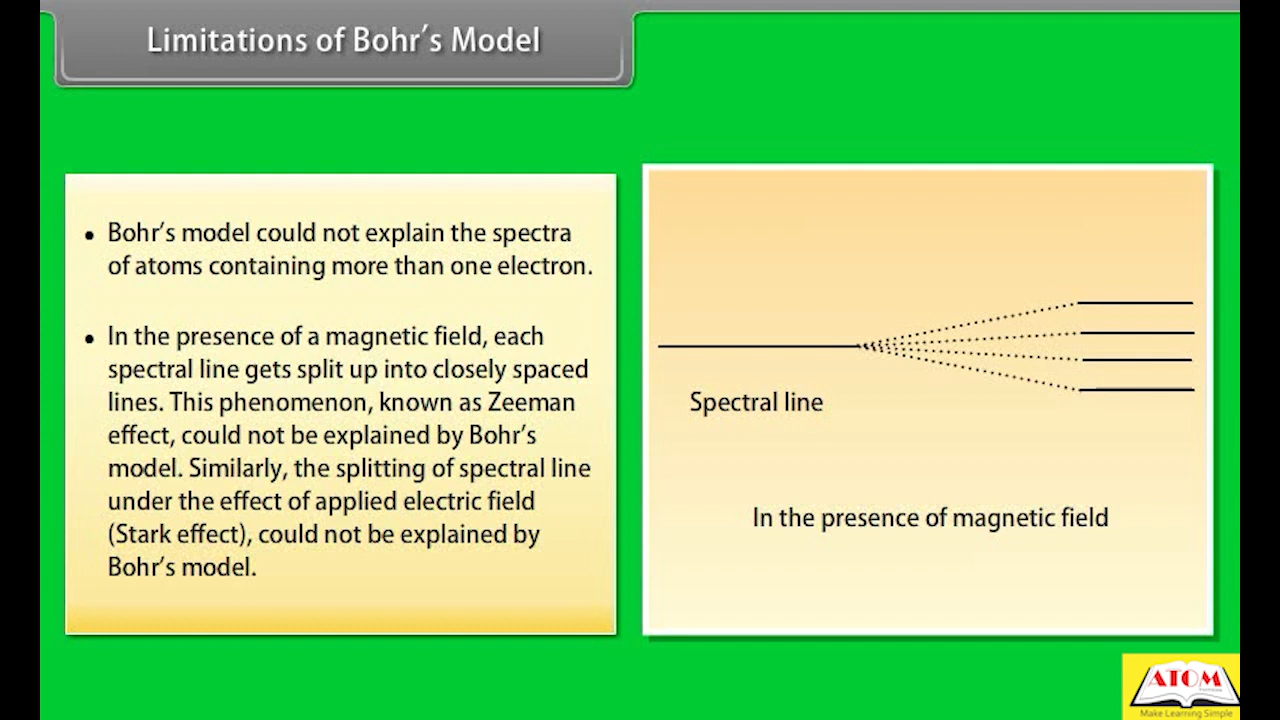 Limitations of Bohr's Model
• Bohr's model could not explain the spectra
of atoms containing more than one electron.
• In the presence of a magnetic field, each
spectral line gets split up into closely spaced
lines. This phenomenon, known as Zeeman
effect, could not be explained by Bohr's
model. Similarly, the splitting of spectral line
under the effect of applied electric field
(Stark effect), could not be explained by
Bohr's model.
Spectral line
In the presence of magnetic field
ATOM
Make Learning Simple